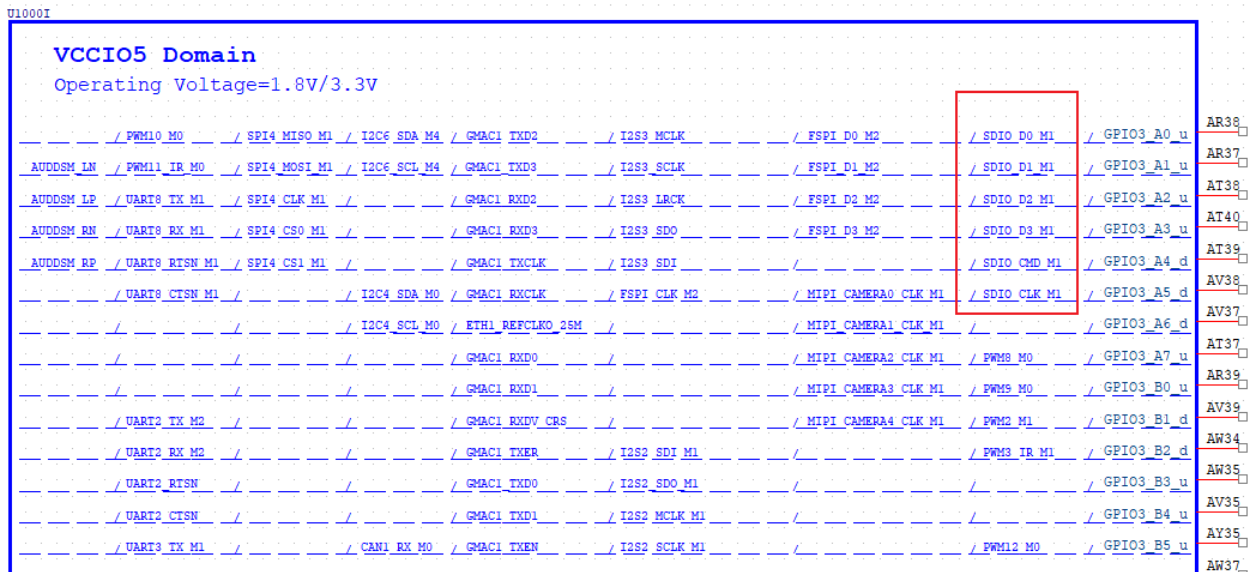 U1000I
VCCIO5 Domain
Operating Voltage=1.8V/3.3V
/ PWM10_M0 / SPI4_MISO_M1 / I2C6_SDA_M4 / GMAC1_TXD2 / I2S3_MCLK / FSPI_D0_M2 / SDIO_D0_M1 / GPIO3_A0_u AR38
AUDDSM_LN / PWM11_IR_M0 / SPI4_MOSI_M1 / I2C6_SCL_M4 / GMAC1_TXD3 / I2S3_SCLK / FSPI_D1_M2 / SDIO_D1_M1 / GPIO3_A1_u AR37
AUDDSM_LP / UART8_TX_M1 / SPI4_CLK_M1 / / GMAC1_RXD2 / I2S3_LRCK / FSPI_D2_M2 / SDIO_D2_M1 / GPIO3_A2_u AT38
AUDDSM_RN / UART8_RX_M1 / SPI4_CS0_M1 / / GMAC1_RXD3 / I2S3_SDO / FSPI_D3_M2 / SDIO_D3_M1 / GPIO3_A3_u AT40
AUDDSM_RP / UART8_RTSN_M1 / SPI4_CS1_M1 / / GMAC1_TXCLK / I2S3_SDI / / SDIO_CMD_M1 / GPIO3_A4_d AT39
/ UART8_CTSN_M1 / / I2C4_SDA_M0 / GMAC1_RXCLK / FSPI_CLK_M2 / MIPI_CAMERA0_CLK_M1 / SDIO_CLK_M1 / GPIO3_A5_d AV38
/ / / I2C4_SCL_M0 / ETH1_REFCLKO_25M / / MIPI_CAMERA1_CLK_M1 / / GPIO3_A6_d AV37
/ / / / GMAC1_RXD0 / / MIPI_CAMERA2_CLK_M1 / PWM8_M0 / GPIO3_A7_u AT37
/ / / / GMAC1_RXD1 / / MIPI_CAMERA3_CLK_M1 / PWM9_M0 / GPIO3_B0_u AR39
/ UART2_TX_M2 / / / GMAC1_RXDV_CRS / / MIPI_CAMERA4_CLK_M1 / PWM2_M1 / GPIO3_B1_d AV39
/ UART2_RX_M2 / / / GMAC1_TXER / I2S2_SDI_M1 / / PWM3_IR_M1 / GPIO3_B2_d AW34
/ UART2_RTSN / / / GMAC1_TXD0 / I2S2_SDO_M1 / / / GPIO3_B3_u AW35
/ UART2_CTSN / / / GMAC1_TXD1 / I2S2_MCLK_M1 / / / GPIO3_B4_u AV35
/ UART3_TX_M1 / / CAN1_RX_M0 / GMAC1_TXEN / I2S2_SCLK_M1 / / PWM12_M0 / GPIO3_B5_u AY35
AW37